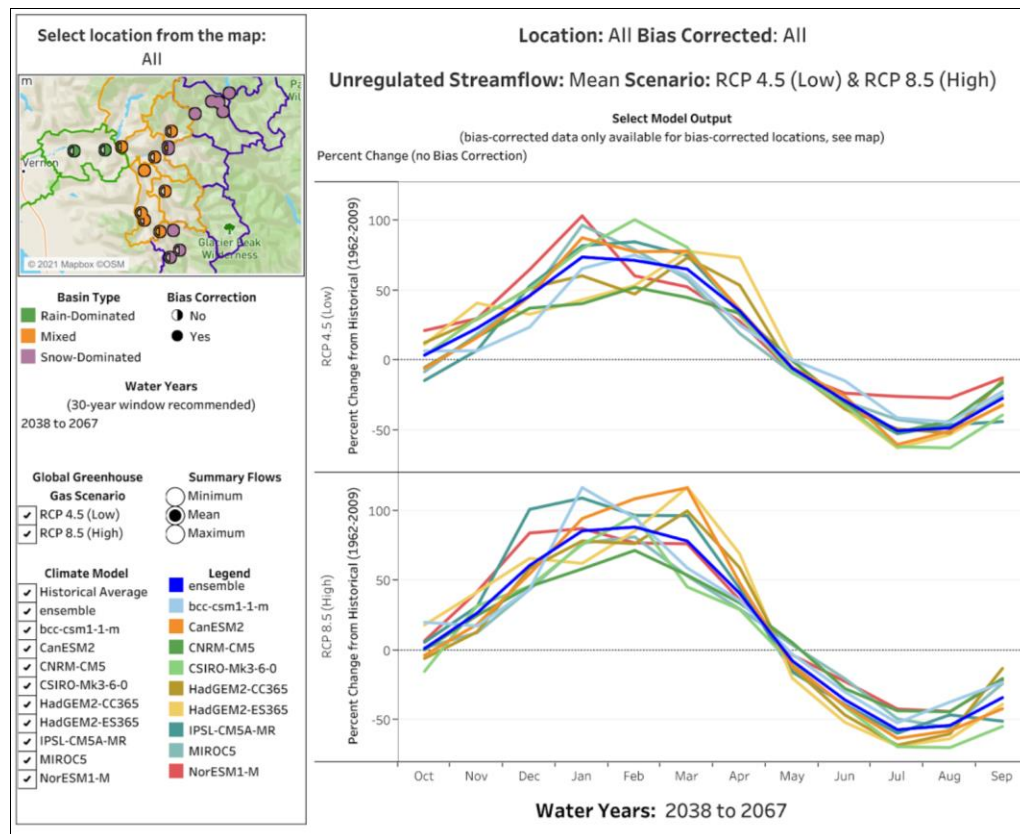 Select location from the map:
All
m
Pa
Wil
Vernon
Glacier Peak
Wilderness
© 2021 Mapbox ©OSM
Basin Type
Rain-Dominated
Mixed
Snow-Dominated
Bias Correction
No
Yes
Water Years
(30-year window recommended)
2038 to 2067
Global Greenhouse
Gas Scenario
RCP 4.5 (Low)
RCP 8.5 (High)
Summary Flows
Minimum
Mean
Maximum
Climate Model
Historical Average
ensemble
bcc-csm1-1-m
CanESM2
CNRM-CM5
CSIRO-Mk3-6-0
HadGEM2-CC365
HadGEM2-ES365
IPSL-CM5A-MR
MIROC5
NorESM1-M
Legend
ensemble
bcc-csm1-1-m
CanESM2
CNRM-CM5
CSIRO-Mk3-6-0
HadGEM2-CC365
HadGEM2-ES365
IPSL-CM5A-MR
MIROC5
NorESM1-M
Location: All Bias Corrected: All
Unregulated Streamflow: Mean Scenario: RCP 4.5 (Low) & RCP 8.5 (High)
Select Model Output
(bias-corrected data only available for bias-corrected locations, see map)
Percent Change (no Bias Correction)
RCP 4.5 (Low)
Percent Change from Historical (1962-2009)
100
50
0
-50
RCP 8.5 (High)
Percent Change from Historical (1962-2009)
100
50
0
-50
Oct Nov Dec Jan Feb Mar Apr May Jun Jul Aug Sep
Water Years: 2038 to 2067